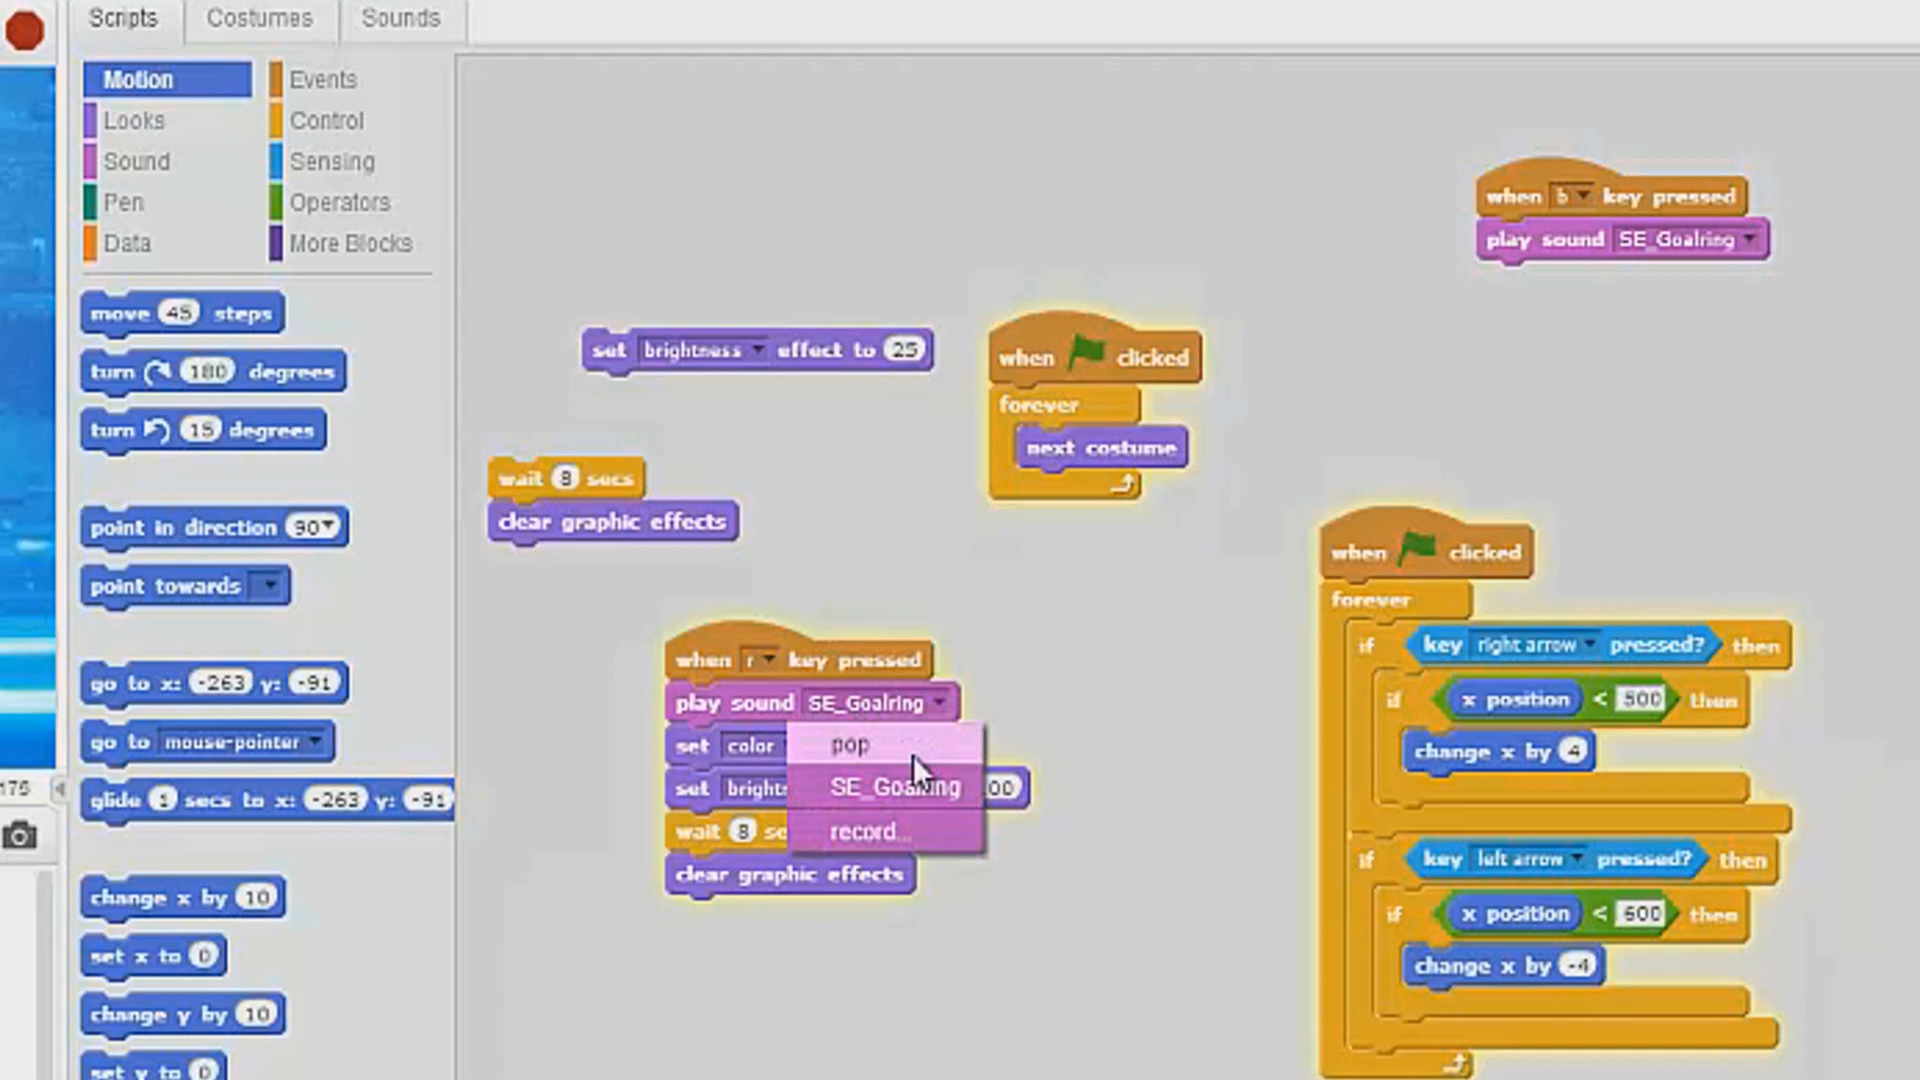 Scripts Costumes Sounds
Motion Events
Looks Control
Sound Sensing
Pen Operators
Data More Blocks
move 45 steps
turn 180 degrees
turn 15 degrees
point in direction 90
point towards
go to x: -263 y: -91
go to mouse-pointer
glide 1 secs to x: -263 y: -91
change x by 10
set x to 0
change y by 10
set y to 0
175
set brightness effect to 25
wait 8 secs
clear graphic effects
when clicked
forever
next costume
when b key pressed
play sound SE_Goalring
when r key pressed
play sound SE_Goalring
set color
set bright 00
wait 8 se
clear graphic effects
pop
SE_Goalring
record...
when clicked
forever
if key right arrow pressed? then
if x position < 500 then
change x by 4
if key left arrow pressed? then
if x position < 600 then
change x by -4